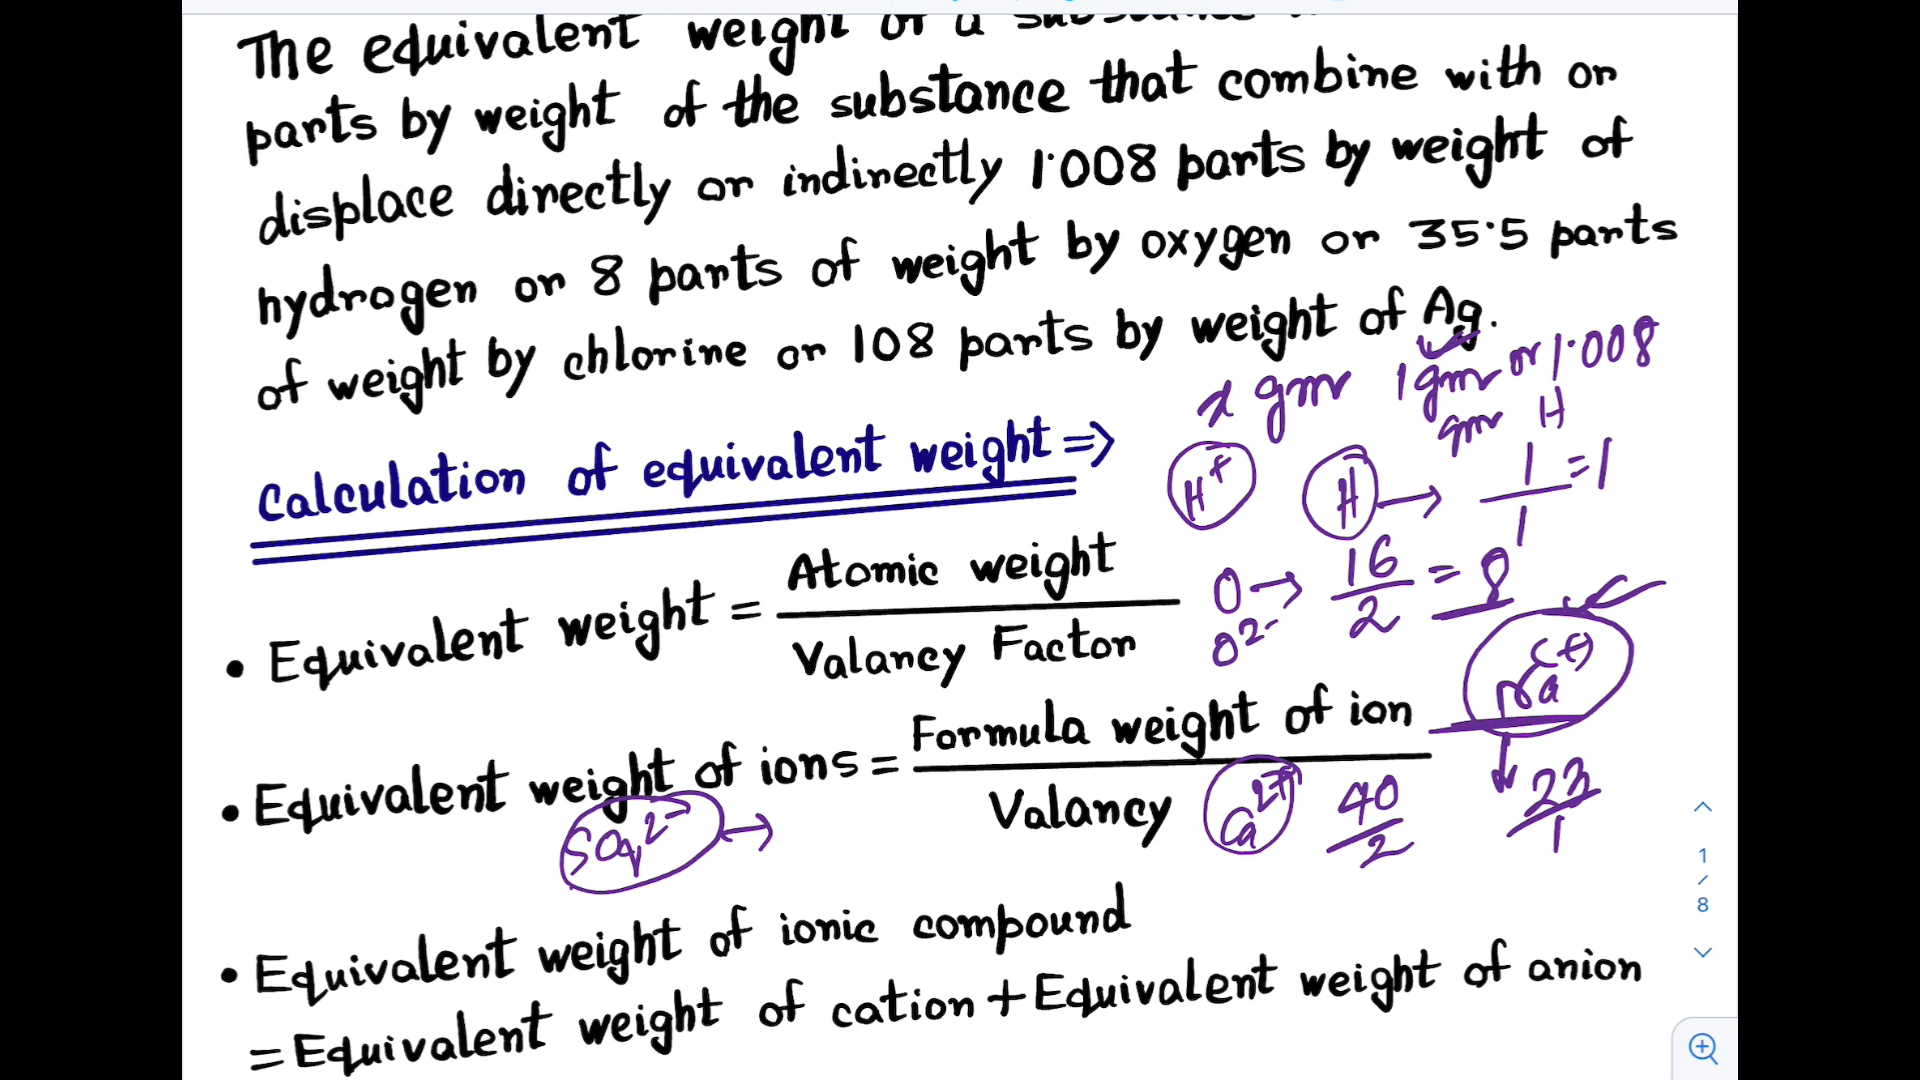 The equivalent weight of a substance
parts by weight of the substance that combine with or
displace directly or indirectly 1·008 parts by weight of
hydrogen or 8 parts of weight by oxygen or 35·5 parts
of weight by chlorine or 108 parts by weight of Ag.
x gm 1 gm or 1·008
gm H
Calculation of equivalent weight ⇒
H+ H → 1/1 = 1
• Equivalent weight = Atomic weight / Valancy Factor
O → 16/2 = 8
O2-
Na(+)
↓
23/1
• Equivalent weight of ions = Formula weight of ion / Valancy
SO4 2- →
Ca2+ 40/2
• Equivalent weight of ionic compound
= Equivalent weight of cation + Equivalent weight of anion
1
/
8